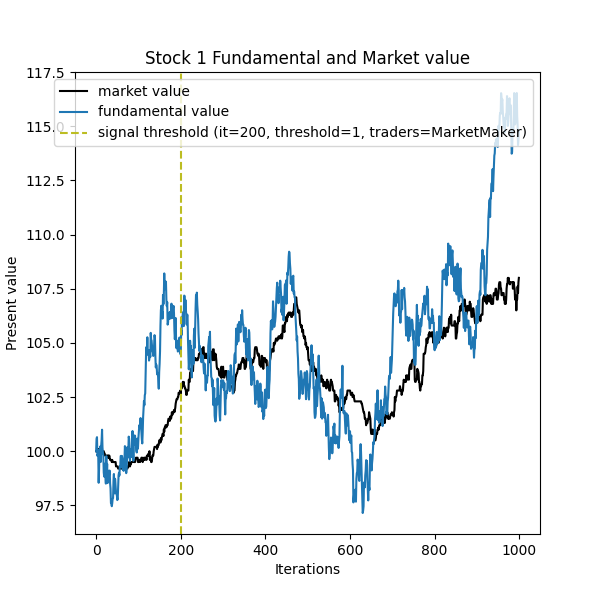 Stock 1 Fundamental and Market value
market value
fundamental value
signal threshold (it=200, threshold=1, traders=MarketMaker)
117.5
115.0
112.5
110.0
107.5
105.0
102.5
100.0
97.5
Present value
0 200 400 600 800 1000
Iterations